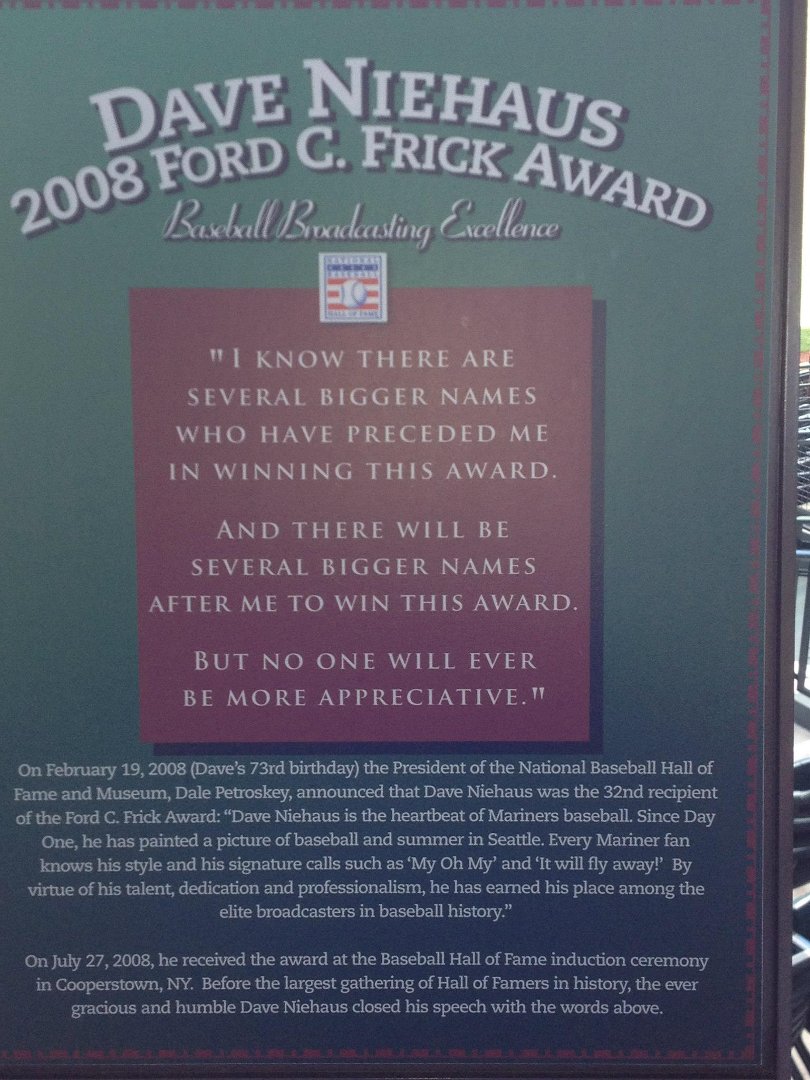 DAVE NIEHAUS
2008 FORD C. FRICK AWARD
Baseball Broadcasting Excellence
NATIONAL
BASEBALL
HALL OF FAME
"I KNOW THERE ARE
SEVERAL BIGGER NAMES
WHO HAVE PRECEDED ME
IN WINNING THIS AWARD.
AND THERE WILL BE
SEVERAL BIGGER NAMES
AFTER ME TO WIN THIS AWARD.
BUT NO ONE WILL EVER
BE MORE APPRECIATIVE."
On February 19, 2008 (Dave's 73rd birthday) the President of the National Baseball Hall of
Fame and Museum, Dale Petroskey, announced that Dave Niehaus was the 32nd recipient
of the Ford C. Frick Award: “Dave Niehaus is the heartbeat of Mariners baseball. Since Day
One, he has painted a picture of baseball and summer in Seattle. Every Mariner fan
knows his style and his signature calls such as ‘My Oh My’ and ‘It will fly away!’ By
virtue of his talent, dedication and professionalism, he has earned his place among the
elite broadcasters in baseball history.”
On July 27, 2008, he received the award at the Baseball Hall of Fame induction ceremony
in Cooperstown, NY. Before the largest gathering of Hall of Famers in history, the ever
gracious and humble Dave Niehaus closed his speech with the words above.